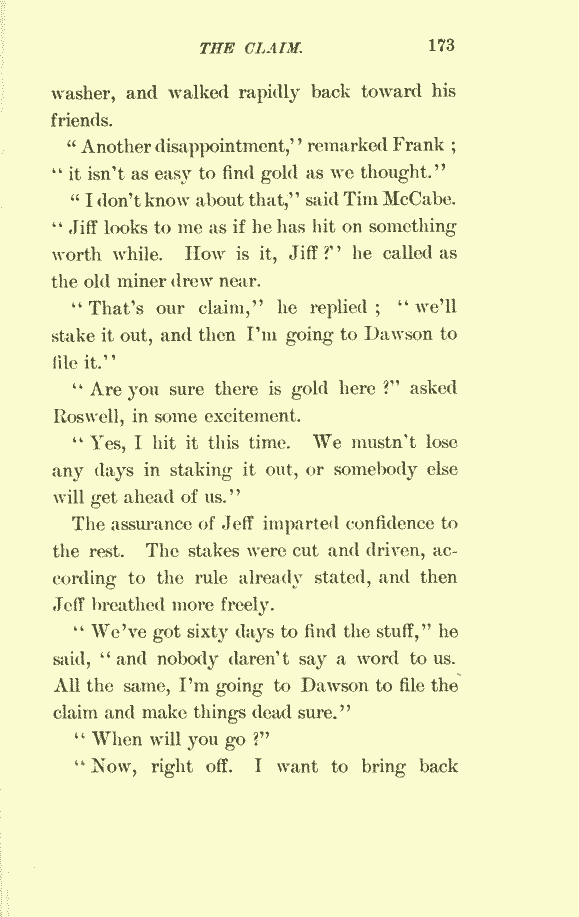 THE CLAIM. 173
washer, and walked rapidly back toward his
friends.
“ Another disappointment,’’ remarked Frank ;
“ it isn't as easy to find gold as we thought.’’
“ I don't know about that,’’ said Tim McCabe.
“ Jiff looks to me as if he has hit on something
worth while. How is it, Jiff ?’’ he called as
the old miner drew near.
“ That's our claim,’’ he replied ; “ we'll
stake it out, and then I'm going to Dawson to
file it.’’
“ Are you sure there is gold here ?” asked
Roswell, in some excitement.
“ Yes, I hit it this time. We mustn't lose
any days in staking it out, or somebody else
will get ahead of us.’’
The assurance of Jeff imparted confidence to
the rest. The stakes were cut and driven, ac-
cording to the rule already stated, and then
Jeff breathed more freely.
“ We've got sixty days to find the stuff,” he
said, “ and nobody daren't say a word to us.
All the same, I'm going to Dawson to file the
claim and make things dead sure.”
“ When will you go ?”
“ Now, right off. I want to bring back